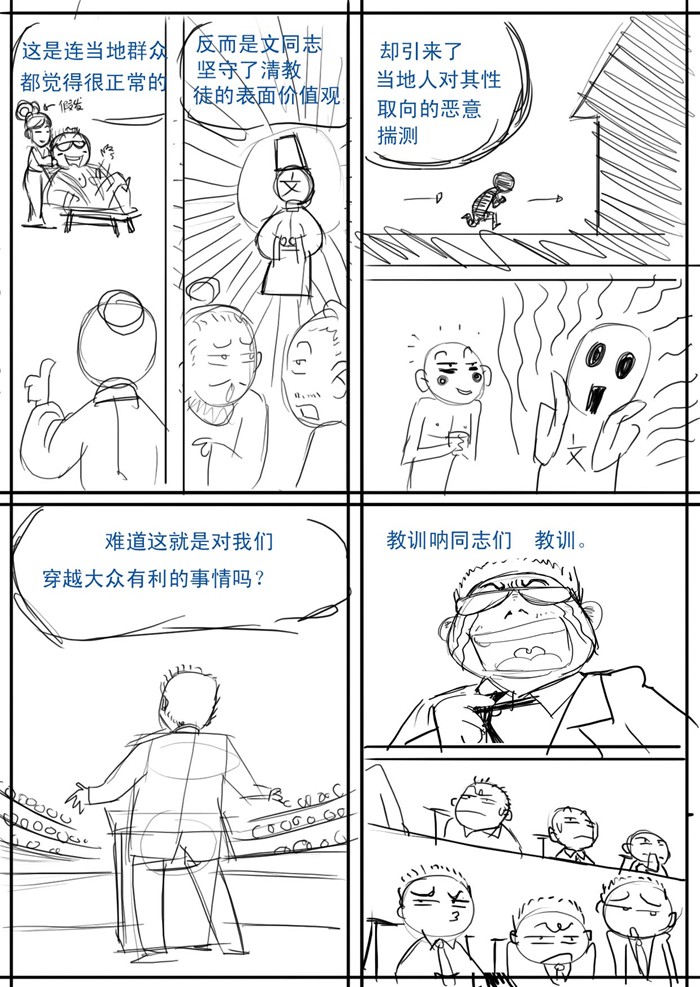 这是连当地群众
都觉得很正常的
假发
反而是文同志
坚守了清教
徒的表面价值观
文
却引来了
当地人对其性
取向的恶意
揣测
文
难道这就是对我们
穿越大众有利的事情吗？
教训呐同志们 教训。